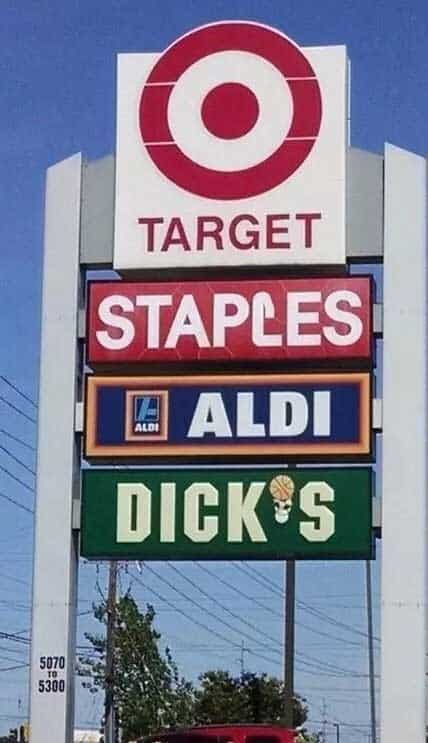 TARGET
STAPLES
ALDI
ALDI
DICK'S
5070
TO
5300